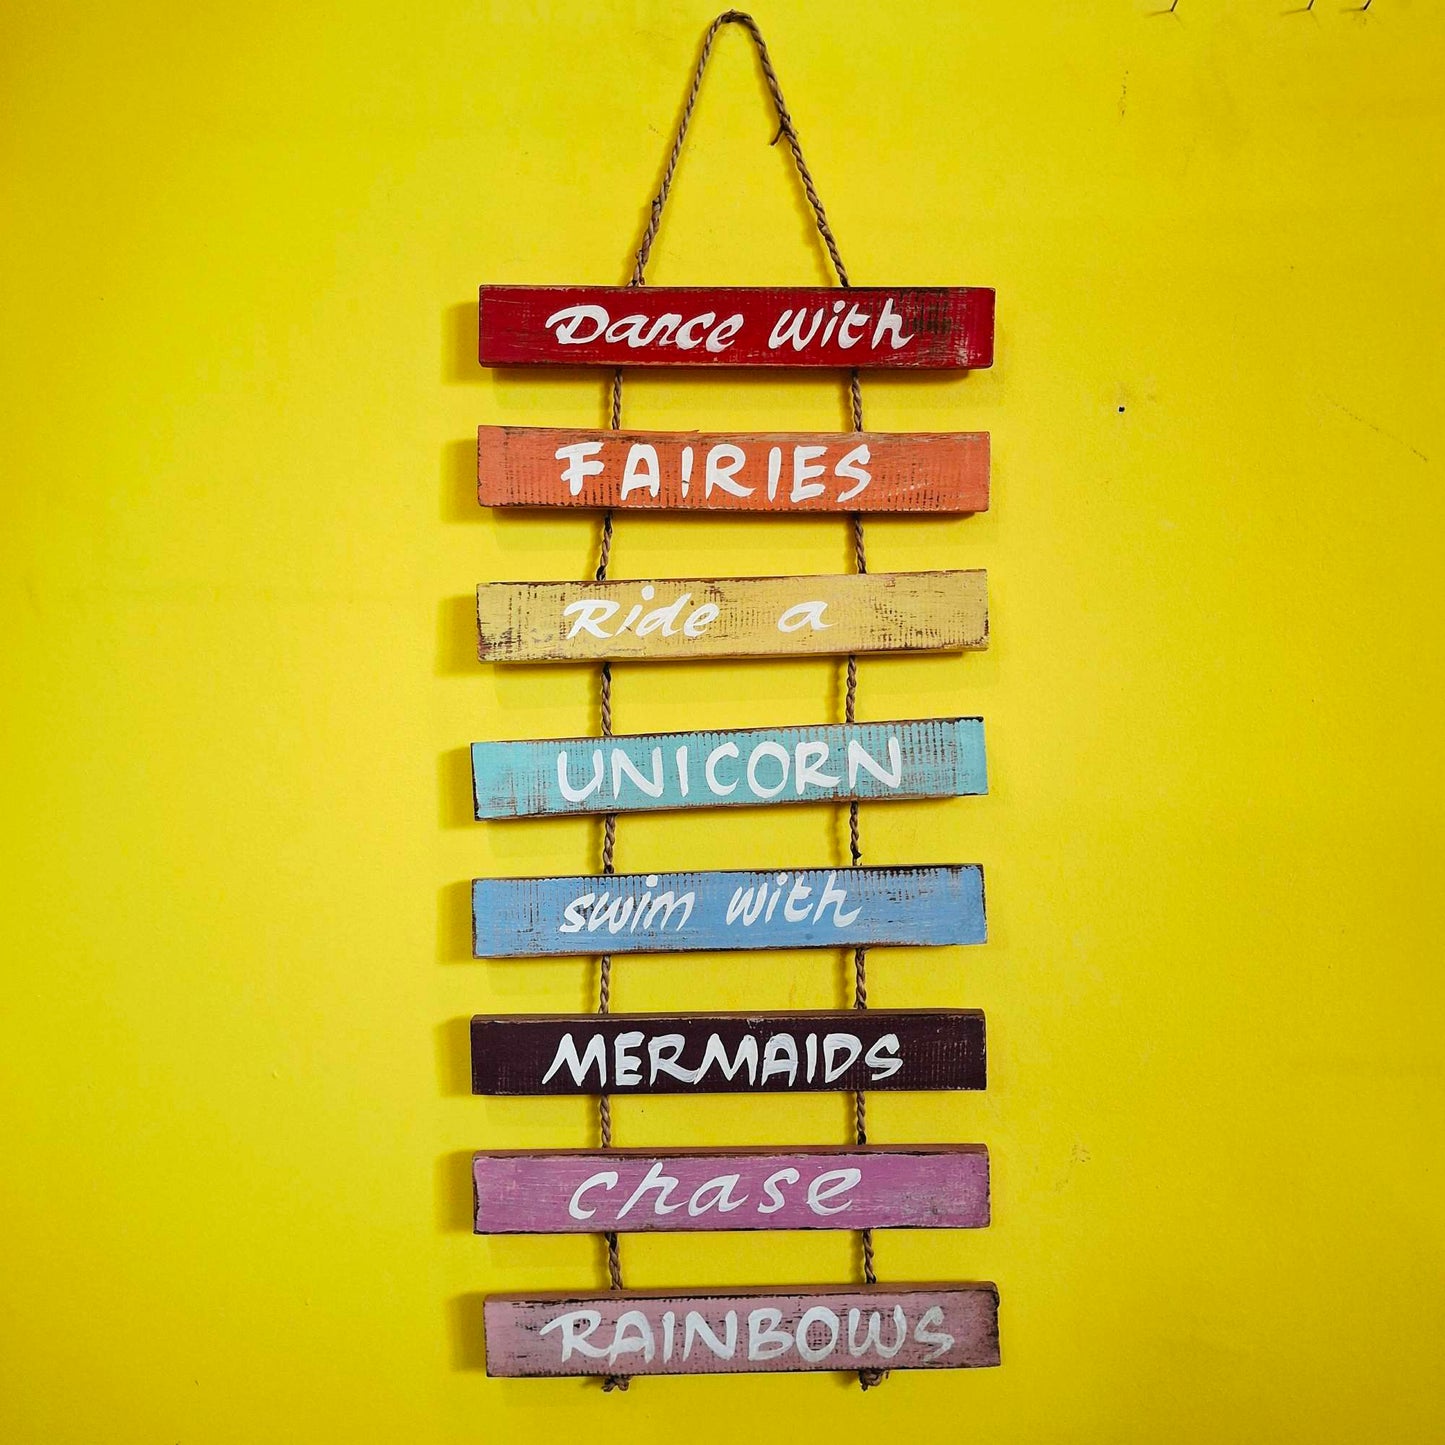 Dance with
FAIRIES
Ride a
UNICORN
swim with
MERMAIDS
chase
RAINBOWS